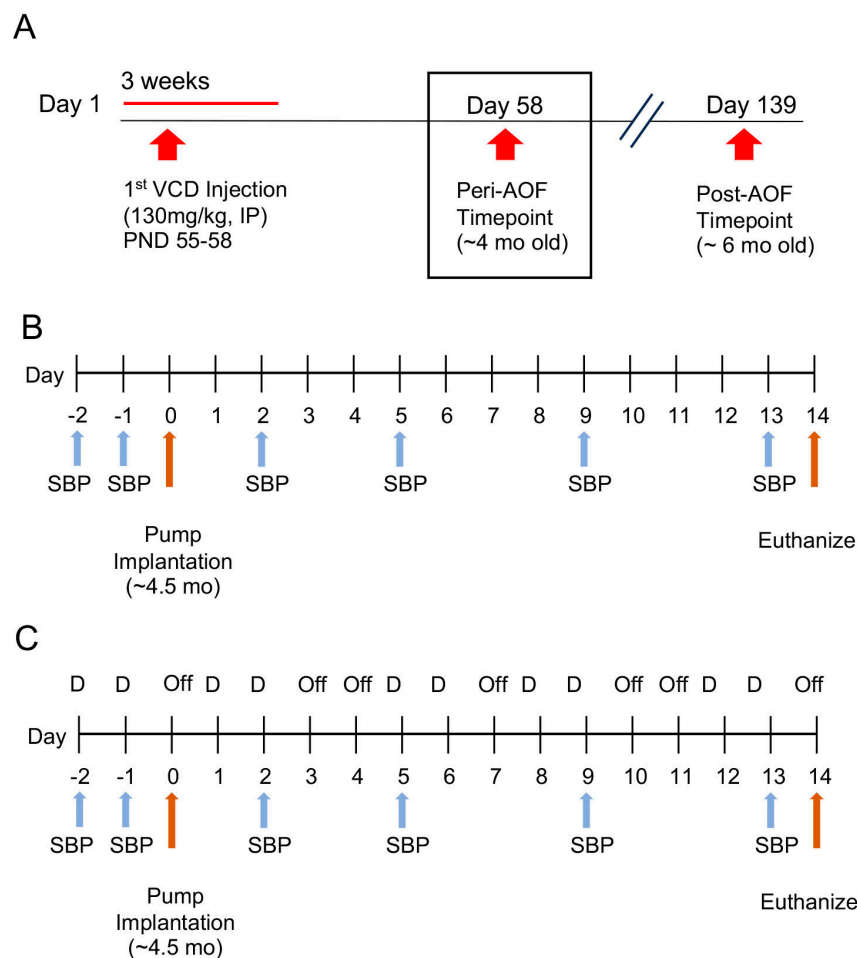 A
3 weeks
Day 1
Day 58
Day 139
1st VCD Injection
(130mg/kg, IP)
PND 55-58
Peri-AOF
Timepoint
(~4 mo old)
Post-AOF
Timepoint
(~ 6 mo old)
B
Day
-2 -1 0 1 2 3 4 5 6 7 8 9 10 11 12 13 14
SBP SBP SBP SBP SBP SBP
Pump
Implantation
(~4.5 mo)
Euthanize
C
D D Off D D Off Off D D Off D D Off Off D D Off
Day
-2 -1 0 1 2 3 4 5 6 7 8 9 10 11 12 13 14
SBP SBP SBP SBP SBP SBP
Pump
Implantation
(~4.5 mo)
Euthanize